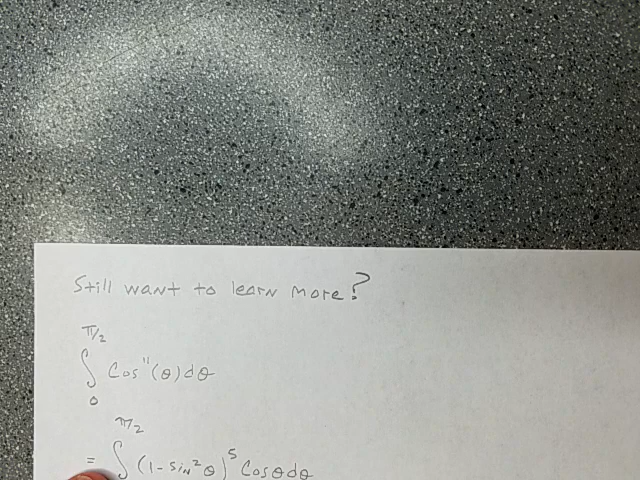 Still want to learn more?
π/2
∫ Cos¹¹(θ)dθ
0
π/2
= ∫ (1-sin²θ)⁵ Cosθdθ